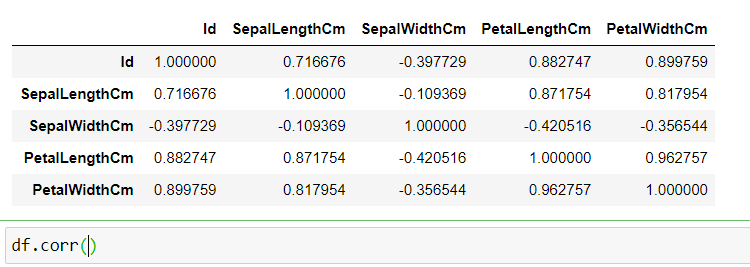 Id SepalLengthCm SepalWidthCm PetalLengthCm PetalWidthCm
Id 1.000000 0.716676 -0.397729 0.882747 0.899759
SepalLengthCm 0.716676 1.000000 -0.109369 0.871754 0.817954
SepalWidthCm -0.397729 -0.109369 1.000000 -0.420516 -0.356544
PetalLengthCm 0.882747 0.871754 -0.420516 1.000000 0.962757
PetalWidthCm 0.899759 0.817954 -0.356544 0.962757 1.000000
df.corr()